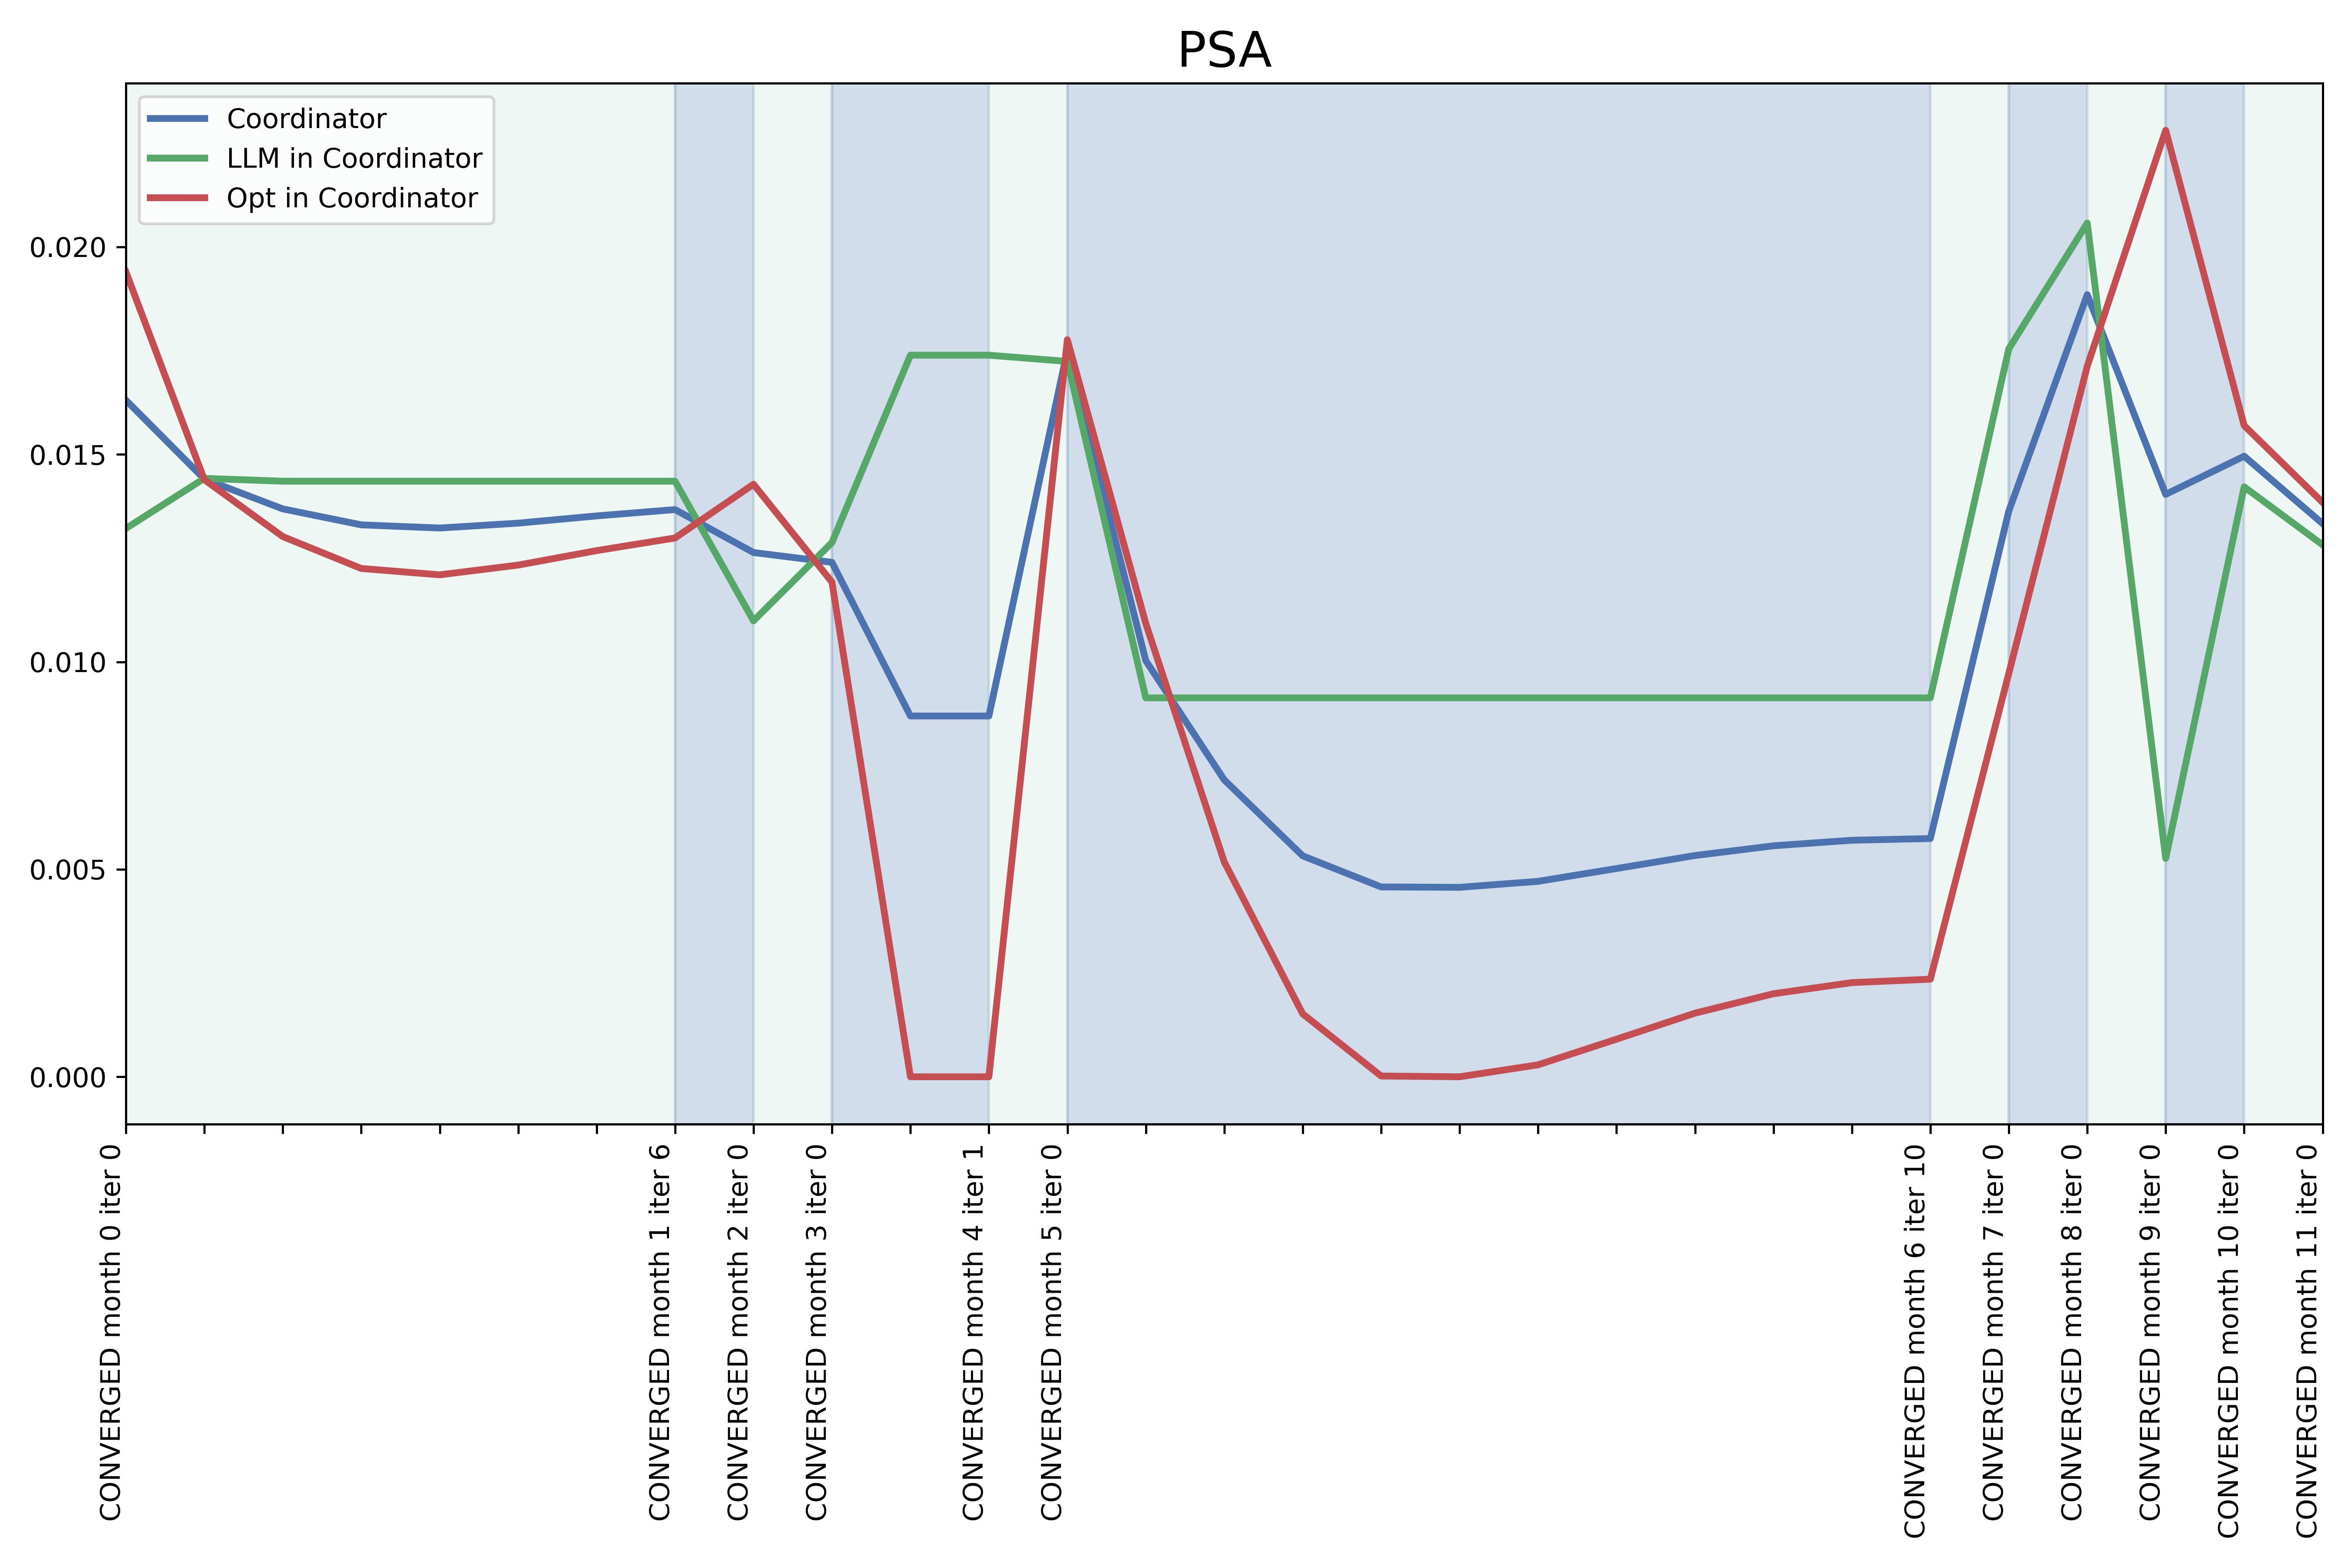 PSA
Coordinator
LLM in Coordinator
Opt in Coordinator
0.020
0.015
0.010
0.005
0.000
CONVERGED month 0 iter 0
CONVERGED month 1 iter 6
CONVERGED month 2 iter 0
CONVERGED month 3 iter 0
CONVERGED month 4 iter 1
CONVERGED month 5 iter 0
CONVERGED month 6 iter 10
CONVERGED month 7 iter 0
CONVERGED month 8 iter 0
CONVERGED month 9 iter 0
CONVERGED month 10 iter 0
CONVERGED month 11 iter 0